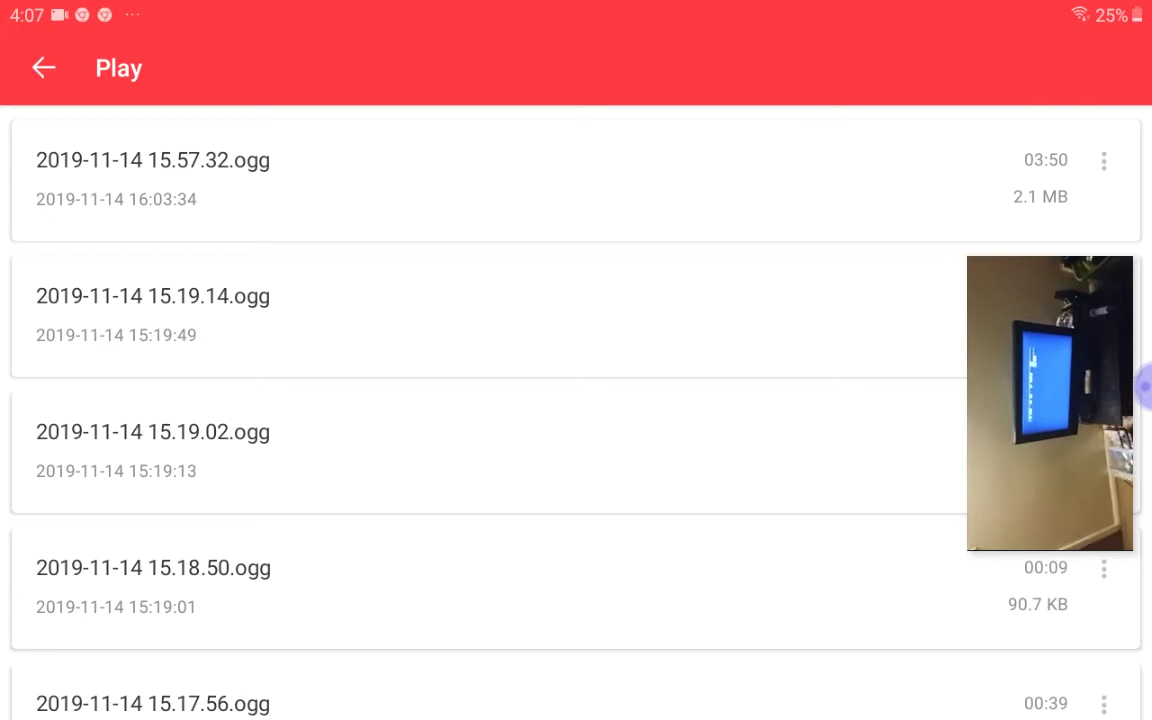 4:07
25%
Play
2019-11-14 15.57.32.ogg
03:50
2019-11-14 16:03:34
2.1 MB
2019-11-14 15.19.14.ogg
2019-11-14 15:19:49
2019-11-14 15.19.02.ogg
2019-11-14 15:19:13
2019-11-14 15.18.50.ogg
00:09
2019-11-14 15:19:01
90.7 KB
2019-11-14 15.17.56.ogg
00:39